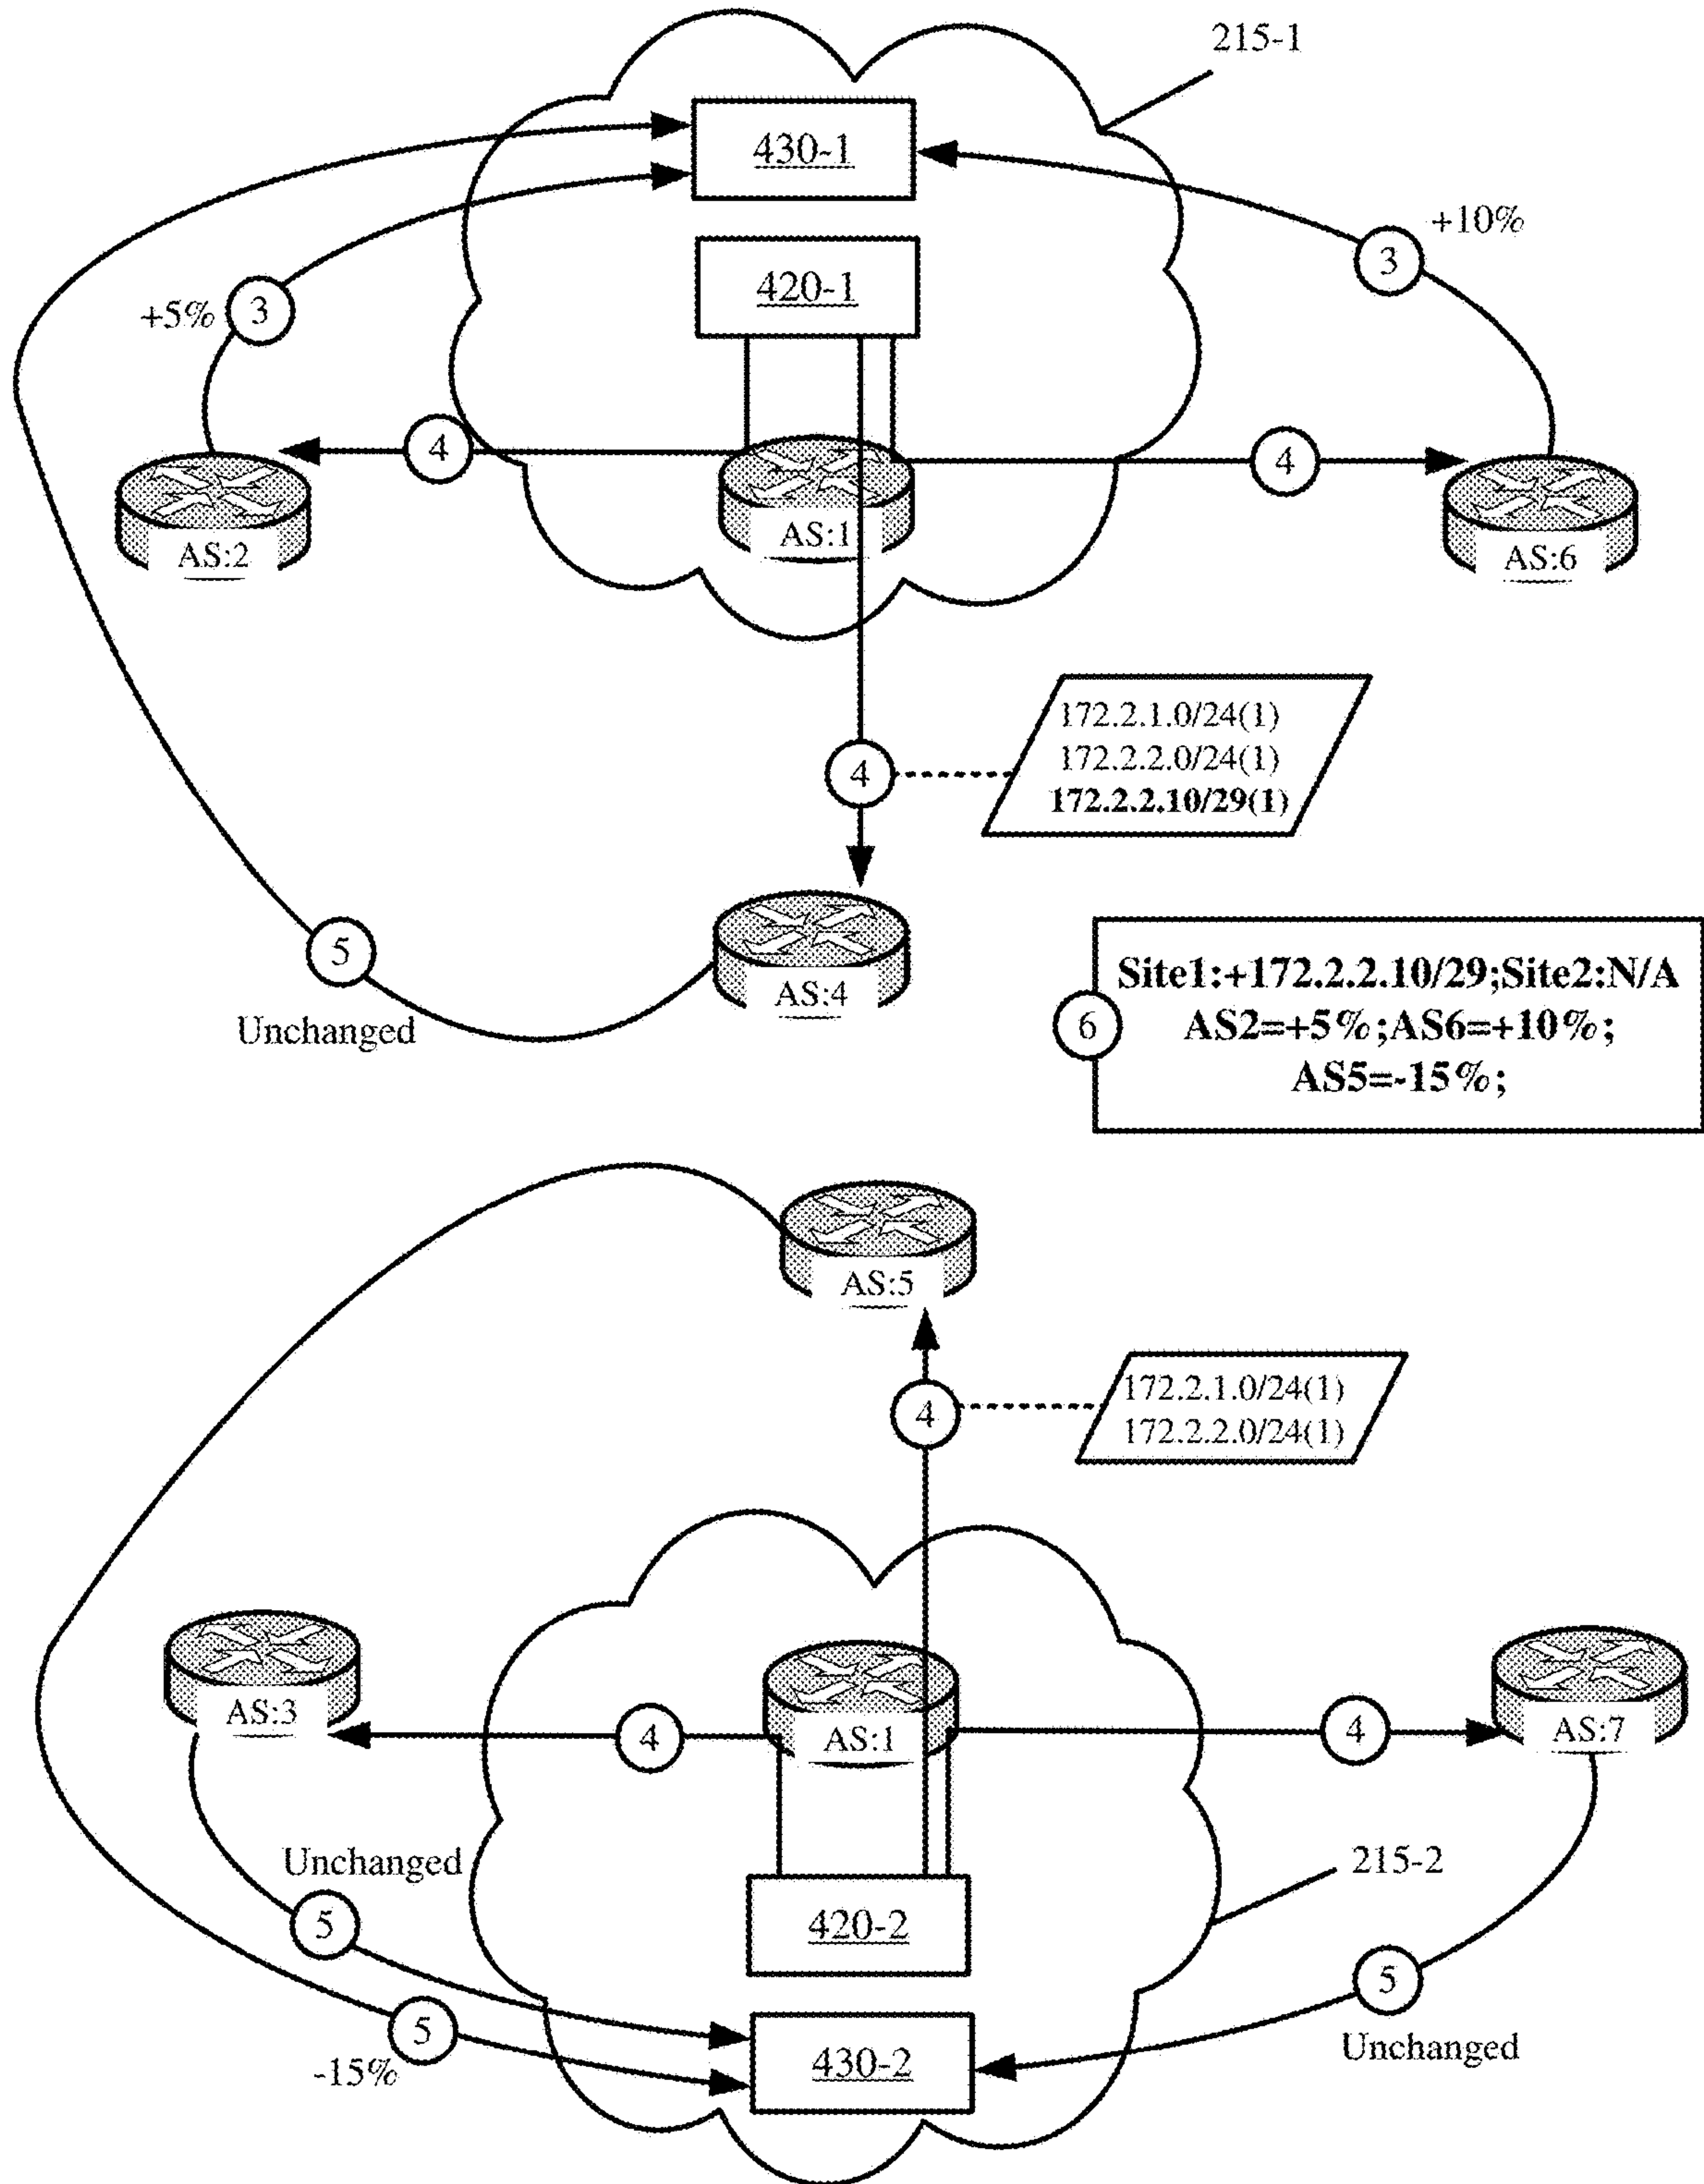 215-1
430-1
+10%
3
420-1
+5%
3
4
4
AS:2
AS:1
AS:6
172.2.1.0/24(1)
172.2.2.0/24(1)
172.2.2.10/29(1)
4
5
Unchanged
AS:4
6
Site1:+172.2.2.10/29;Site2:N/A
AS2=+5%;AS6=+10%;
AS5=-15%;
AS:5
4
172.2.1.0/24(1)
172.2.2.0/24(1)
AS:3
4
AS:1
4
AS:7
Unchanged
215-2
5
420-2
5
5
-15%
430-2
Unchanged